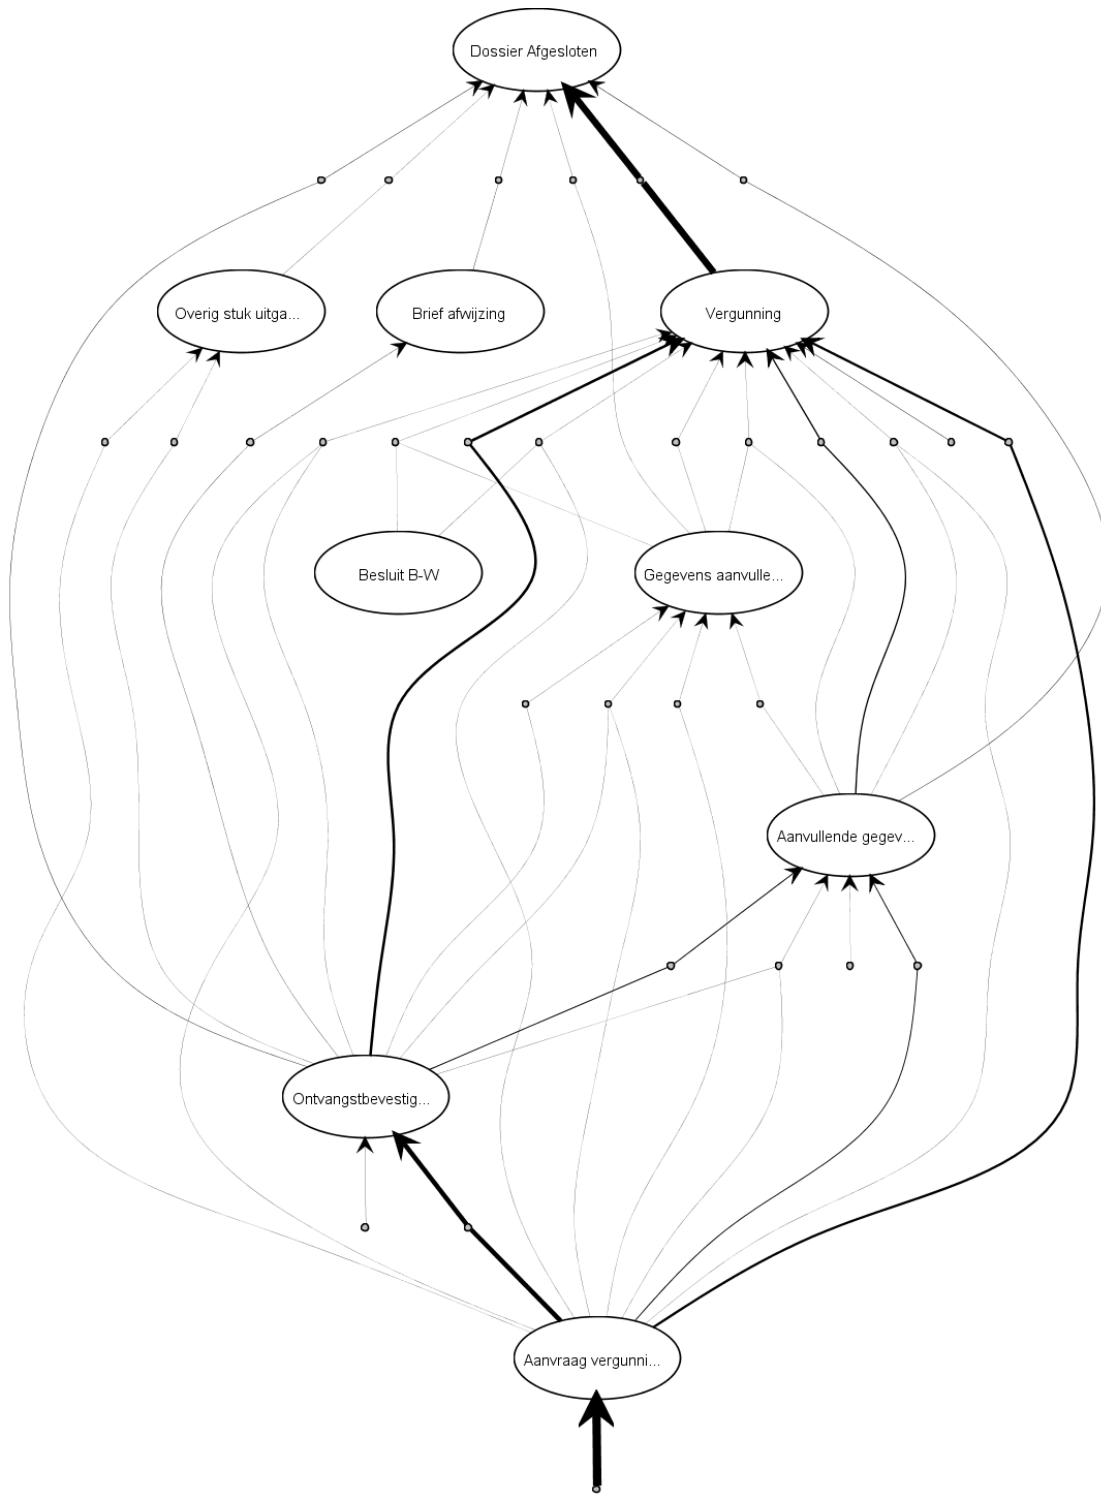 Dossier Afgesloten
Overig stuk uitga...
Brief afwijzing
Vergunning
Besluit B-W
Gegevens aanvulle...
Aanvullende gegev...
Ontvangstbevestig...
Aanvraag vergunni...